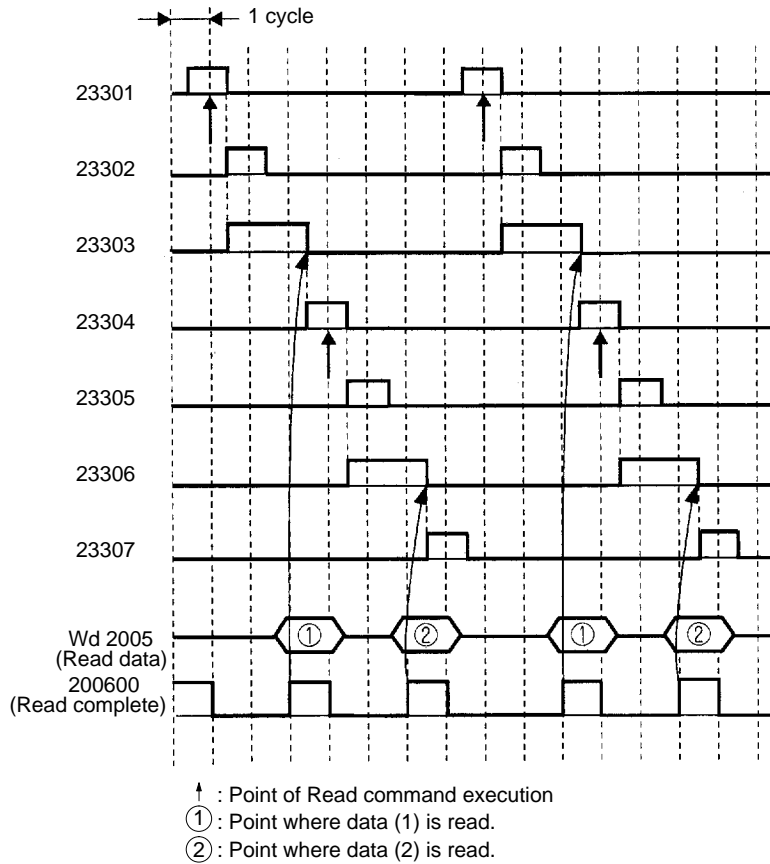 1 cycle
23301
23302
23303
23304
23305
23306
23307
Wd 2005 ① ② ① ②
(Read data)
200600
(Read complete)
: Point of Read command execution
① : Point where data (1) is read.
② : Point where data (2) is read.